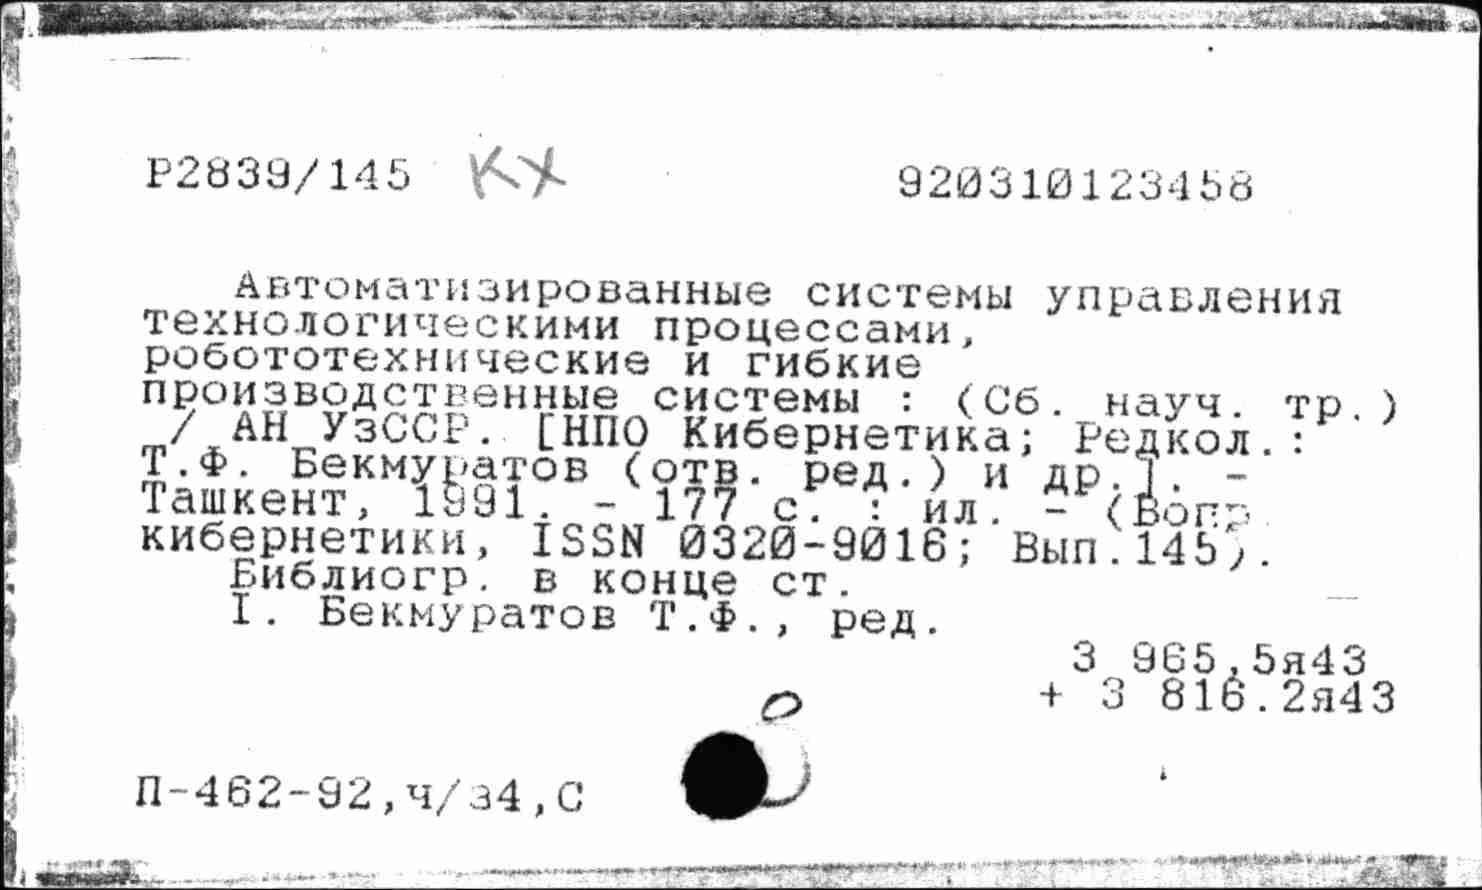 P2839/145 КХ 920310123458
Автоматизированные системы управления
технологическими процессами,
робототехнические и гибкие
производственные системы : (Сб. науч. тр.)
/ АН УзССР. [НПО Кибернетика; Редкол.:
Т.Ф. Бекмуратов (отв. ред.) и др.]. -
Ташкент, 1991. - 177 с. : ил. - (Вопр.
кибернетики, ISSN 0320-9016; Вып.145).
Библиогр. в конце ст.
I. Бекмуратов Т.Ф., ред.
З 965,5я43
+ З 816.2я43
П-462-92,ч/з4,С